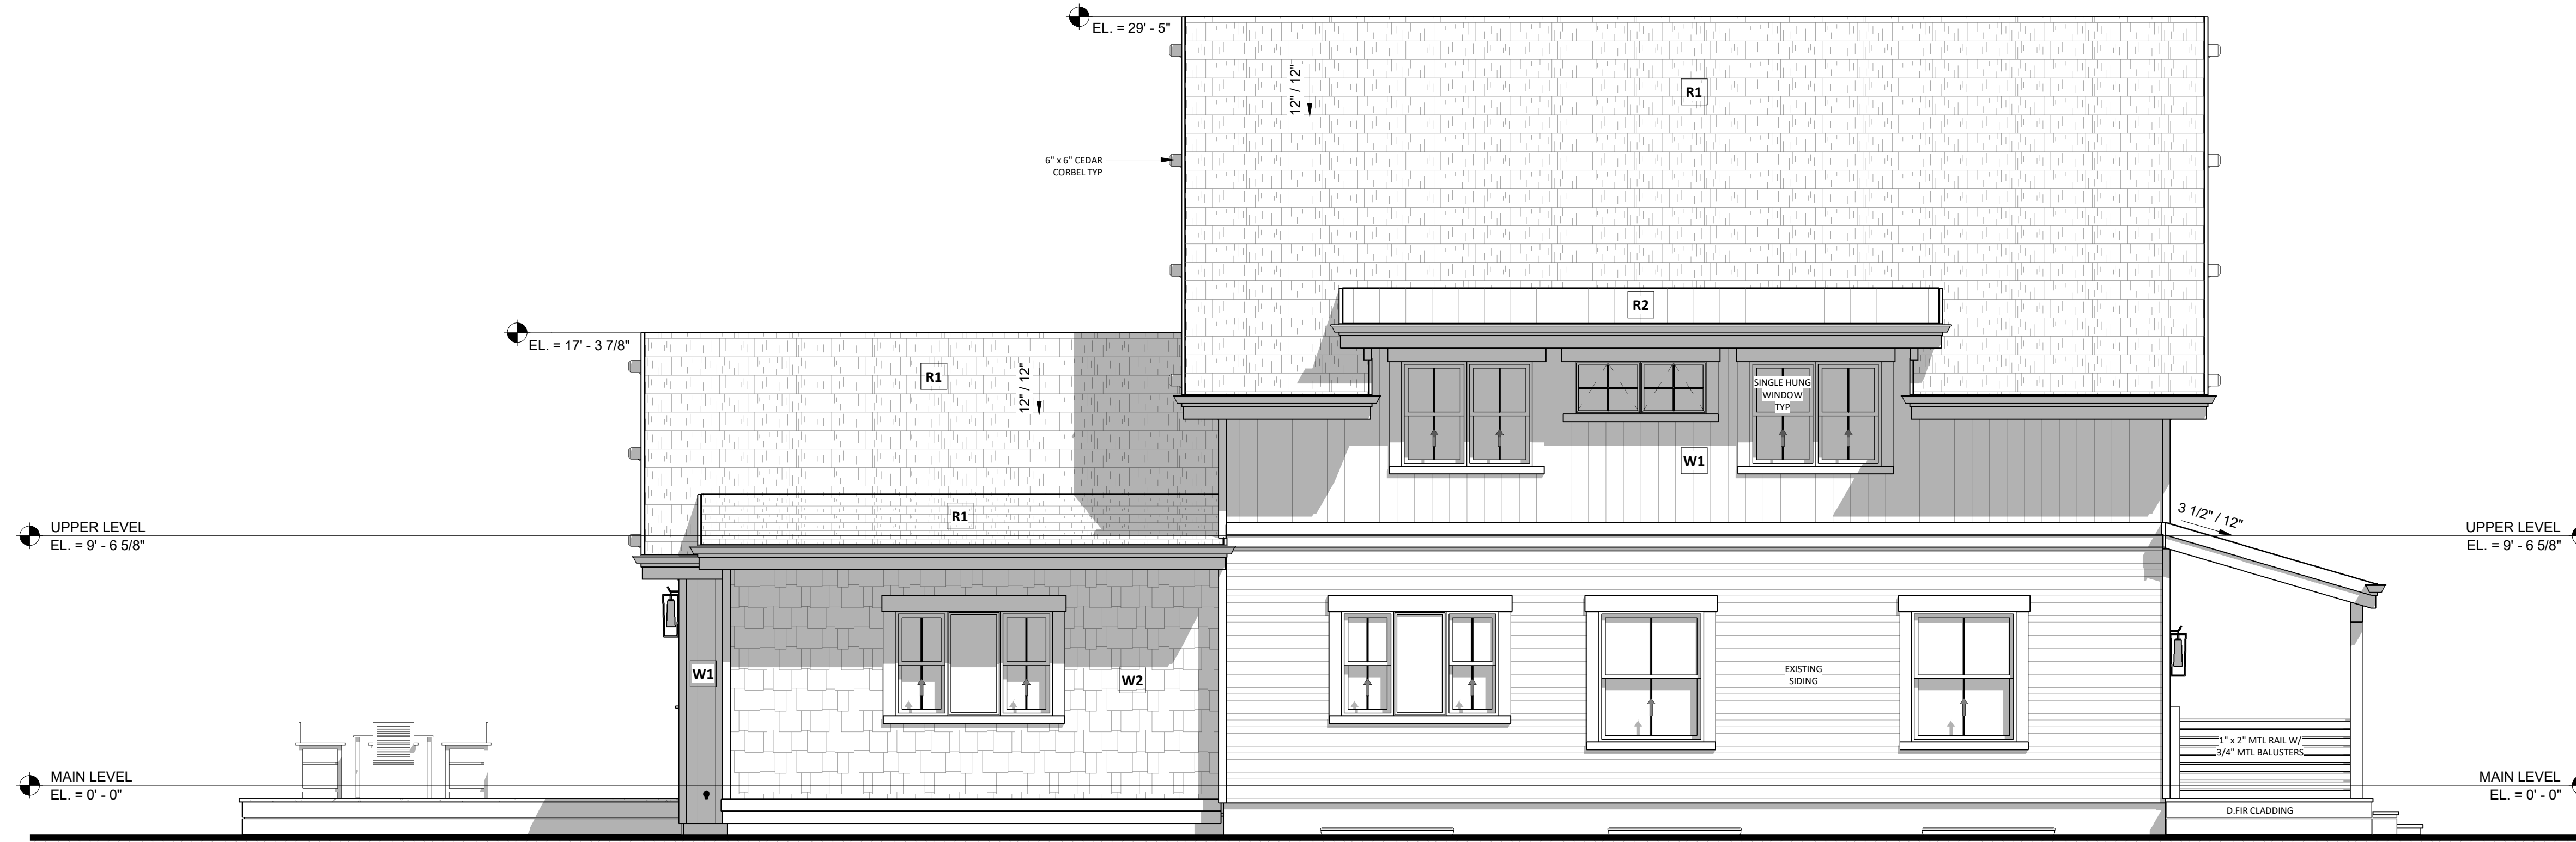 EL. = 29' - 5"
12" / 12"
R1
6" x 6" CEDAR
CORBEL TYP
R2
EL. = 17' - 3 7/8"
R1
12" / 12"
SINGLE HUNG
WINDOW
TYP
W1
R1
UPPER LEVEL
EL. = 9' - 6 5/8"
3 1/2" / 12"
UPPER LEVEL
EL. = 9' - 6 5/8"
W1
W2
EXISTING
SIDING
1" x 2" MTL RAIL W/
3/4" MTL BALUSTERS
MAIN LEVEL
EL. = 0' - 0"
MAIN LEVEL
EL. = 0' - 0"
D.FIR CLADDING